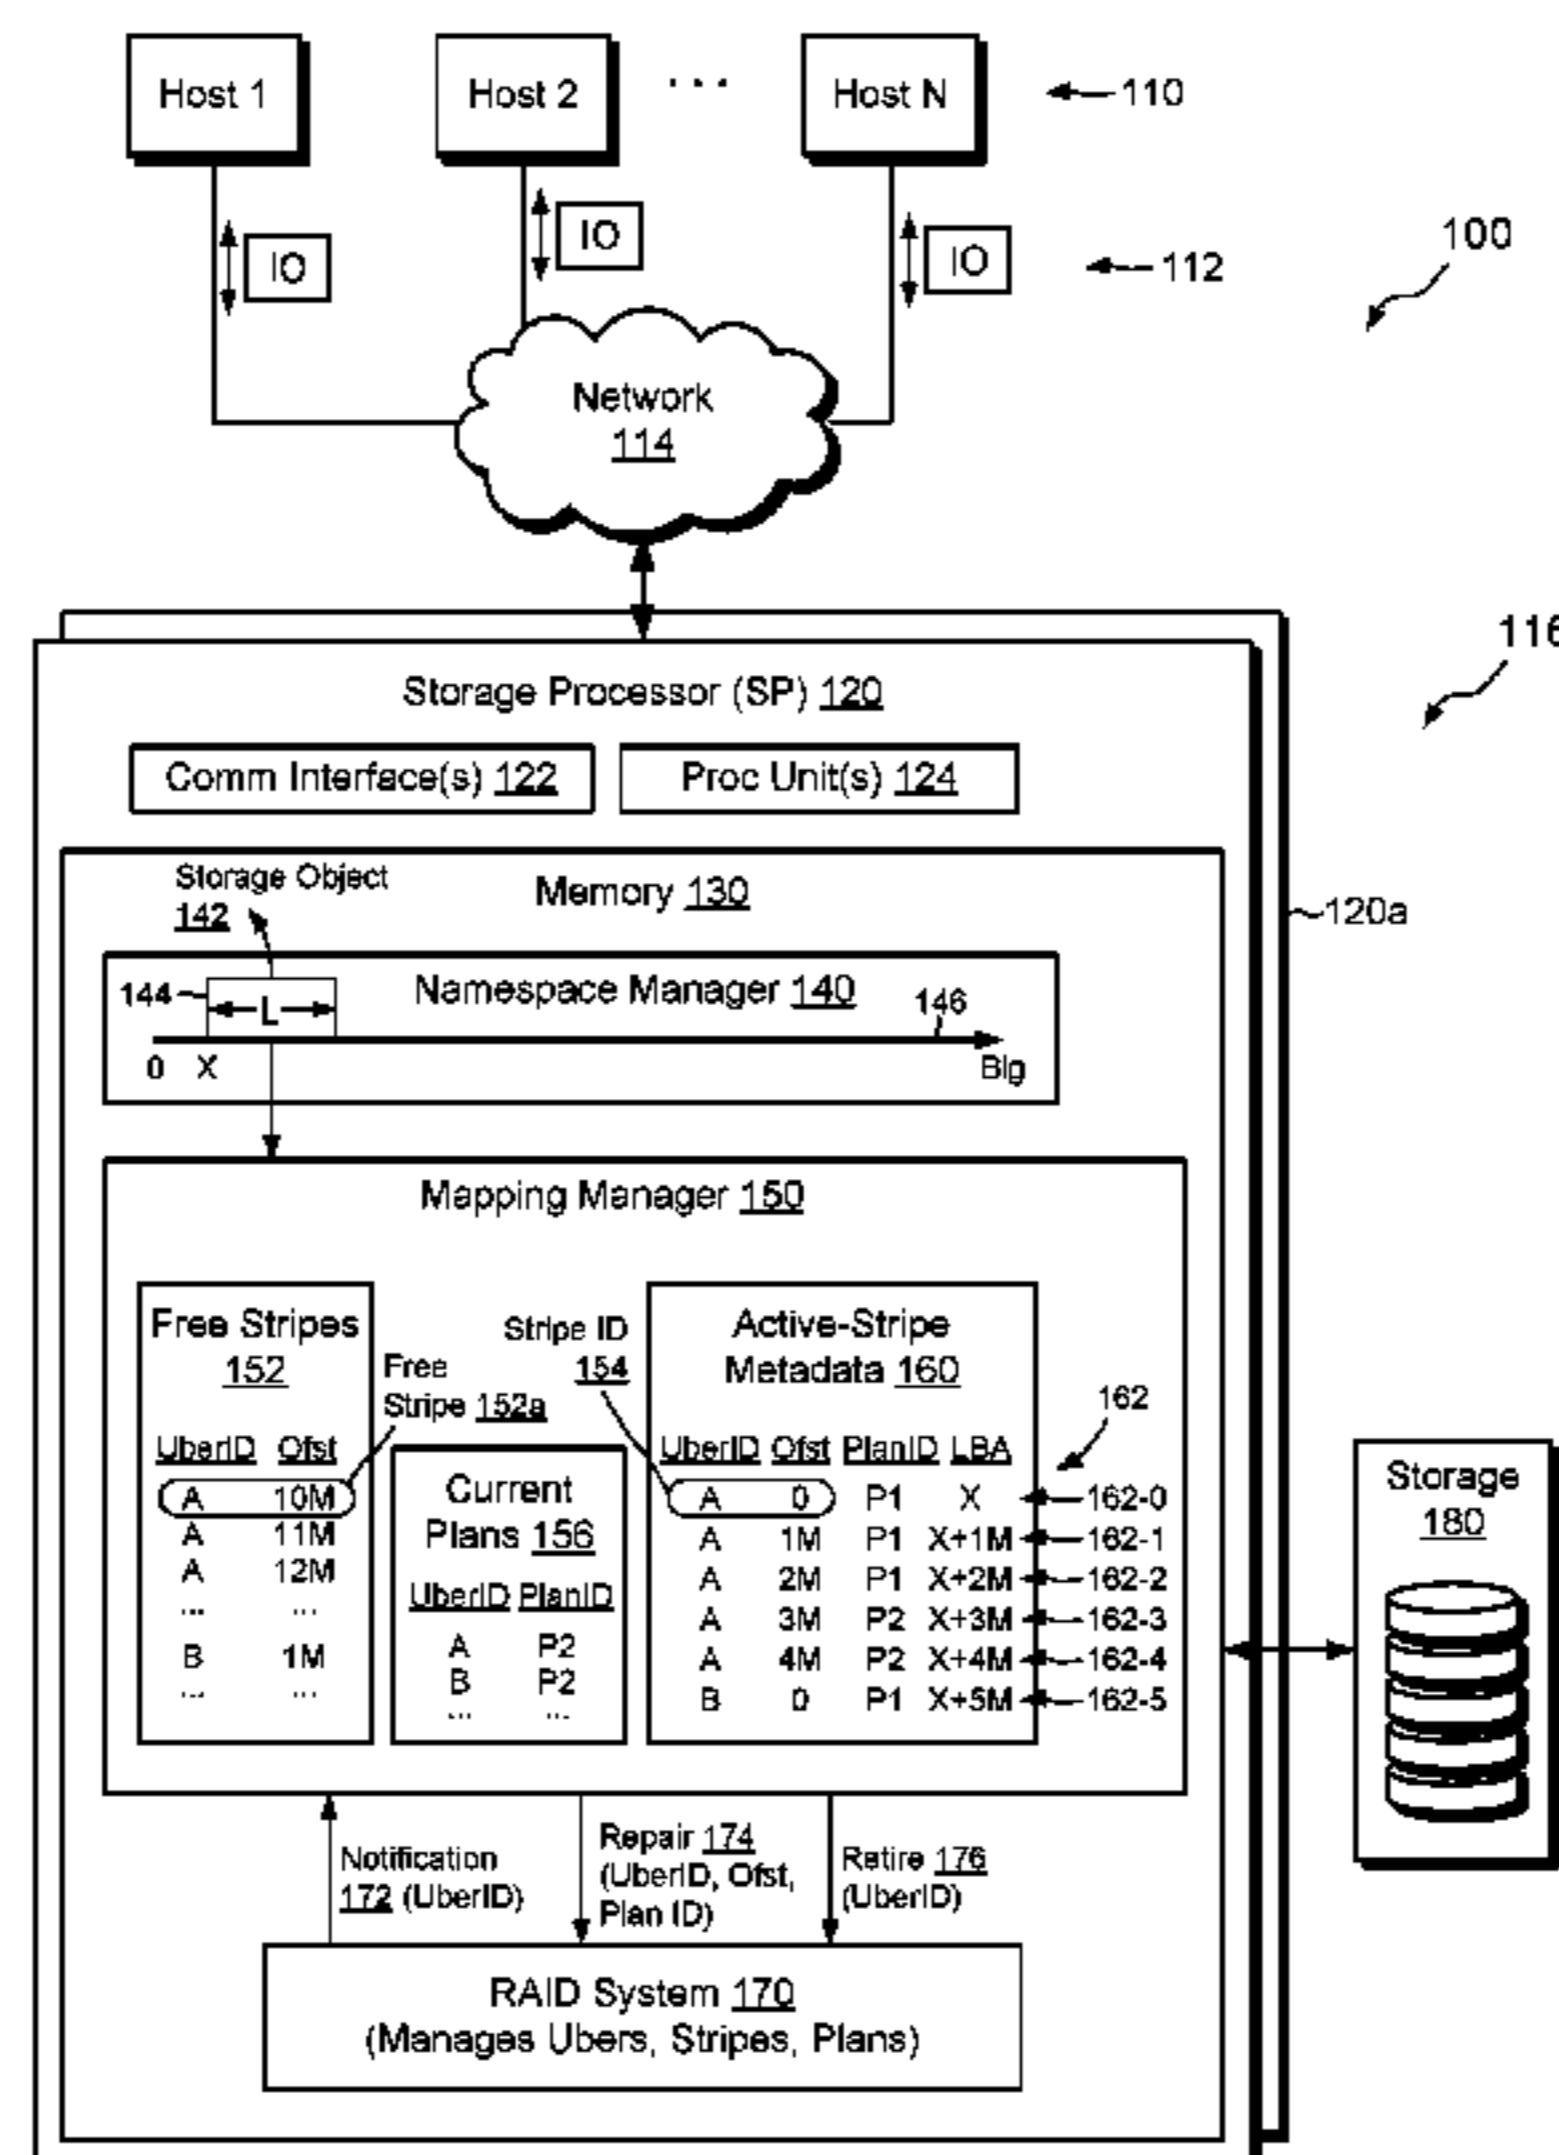 Host 1
Host 2
...
Host N
110
IO
IO
IO
112
100
Network
114
116
Storage Processor (SP) 120
Comm Interface(s) 122
Proc Unit(s) 124
Storage Object
142
Memory 130
120a
144
L
Namespace Manager 140
146
0
X
Big
Mapping Manager 150
Free Stripes
152
UberID Ofst
A 10M
A 11M
A 12M
... ...
B 1M
... ...
Free
Stripe 152a
Current
Plans 156
UberID PlanID
A P2
B P2
... ...
Stripe ID
154
Active-Stripe
Metadata 160
162
UberID Ofst PlanID LBA
A 0 P1 X 162-0
A 1M P1 X+1M 162-1
A 2M P1 X+2M 162-2
A 3M P2 X+3M 162-3
A 4M P2 X+4M 162-4
B 0 P1 X+5M 162-5
Storage
180
Notification
172 (UberID)
Repair 174
(UberID, Ofst,
Plan ID)
Retire 176
(UberID)
RAID System 170
(Manages Ubers, Stripes, Plans)